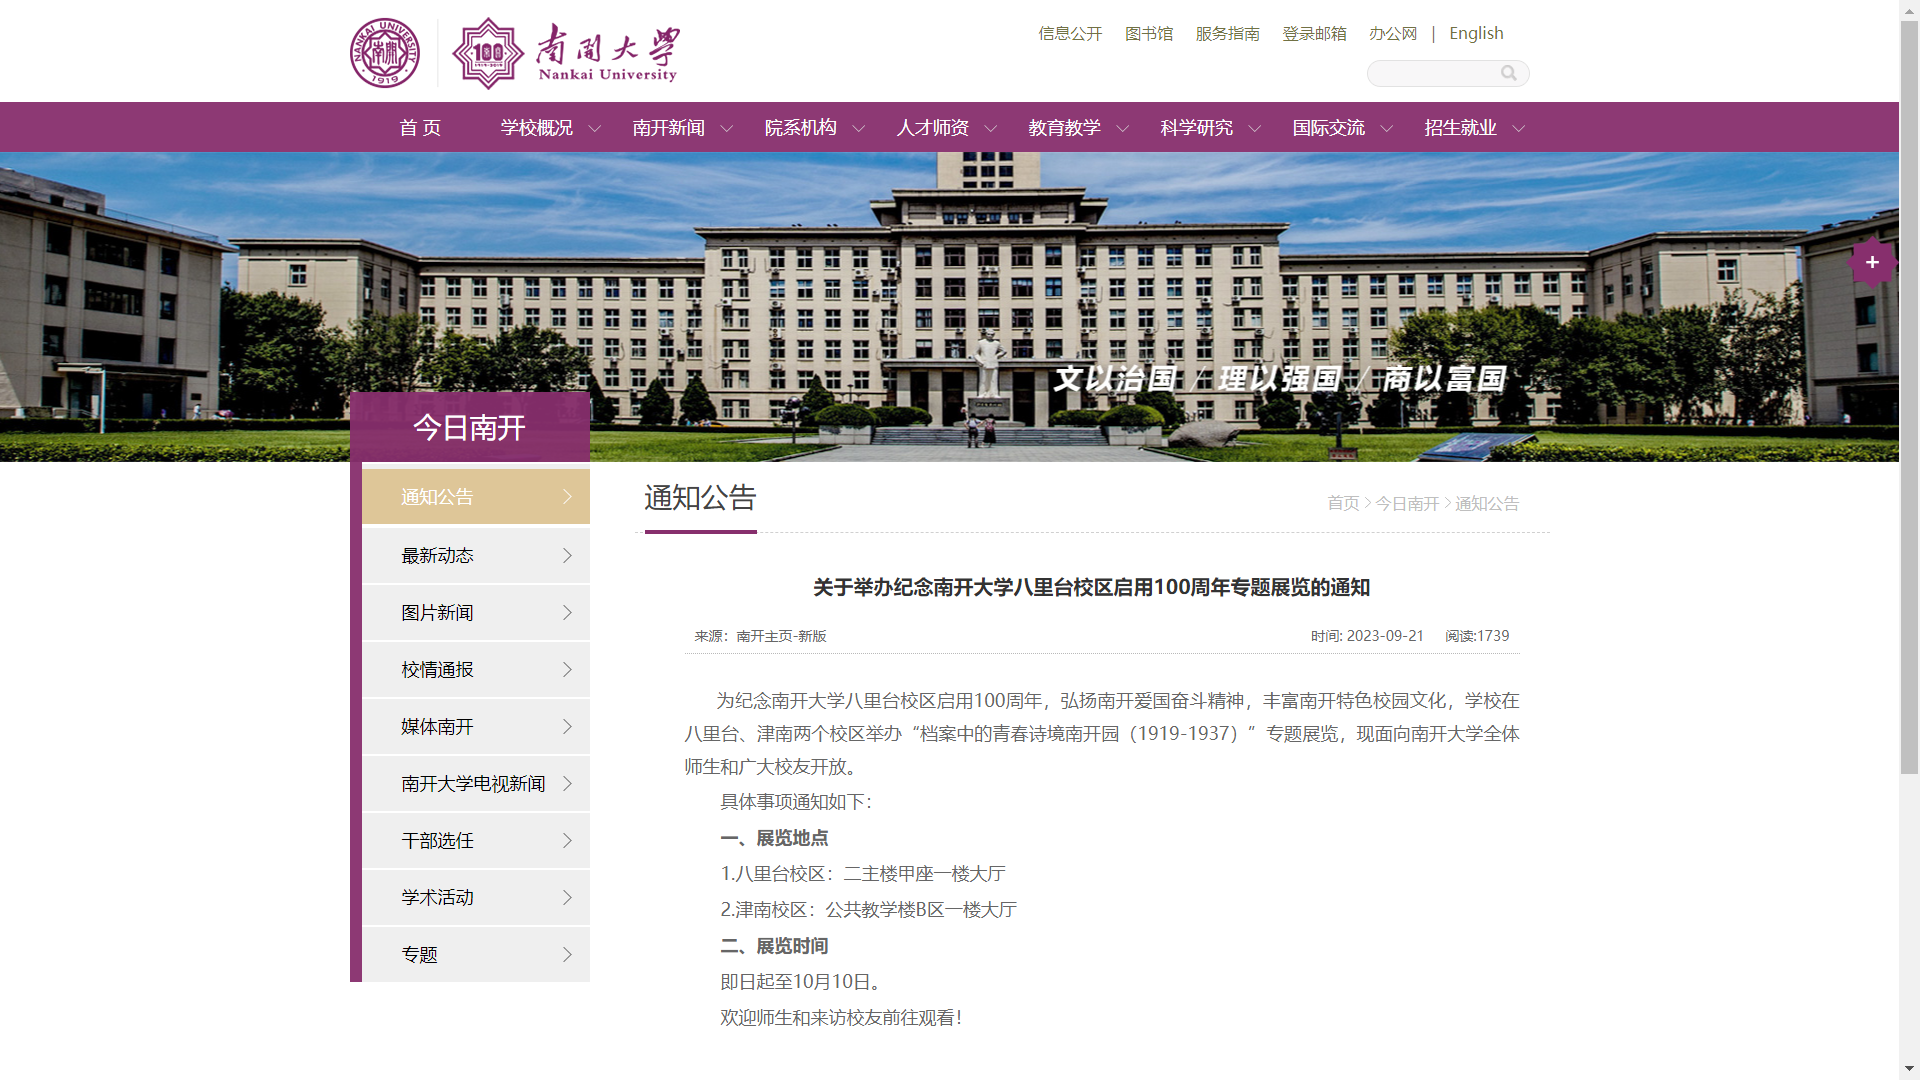 NANKAI UNIVERSITY
1919
100
南開大學
Nankai University
信息公开 图书馆 服务指南 登录邮箱 办公网 | English
首 页 学校概况 南开新闻 院系机构 人才师资 教育教学 科学研究 国际交流 招生就业
+
文以治国 / 理以强国 / 商以富国
今日南开
通知公告
最新动态
图片新闻
校情通报
媒体南开
南开大学电视新闻
干部选任
学术活动
专题
通知公告
首页 > 今日南开 > 通知公告
关于举办纪念南开大学八里台校区启用100周年专题展览的通知
来源：南开主页-新版 时间: 2023-09-21 阅读:1739
为纪念南开大学八里台校区启用100周年，弘扬南开爱国奋斗精神，丰富南开特色校园文化，学校在
八里台、津南两个校区举办“档案中的青春诗境南开园（1919-1937）”专题展览，现面向南开大学全体
师生和广大校友开放。
具体事项通知如下：
一、展览地点
1.八里台校区：二主楼甲座一楼大厅
2.津南校区：公共教学楼B区一楼大厅
二、展览时间
即日起至10月10日。
欢迎师生和来访校友前往观看！